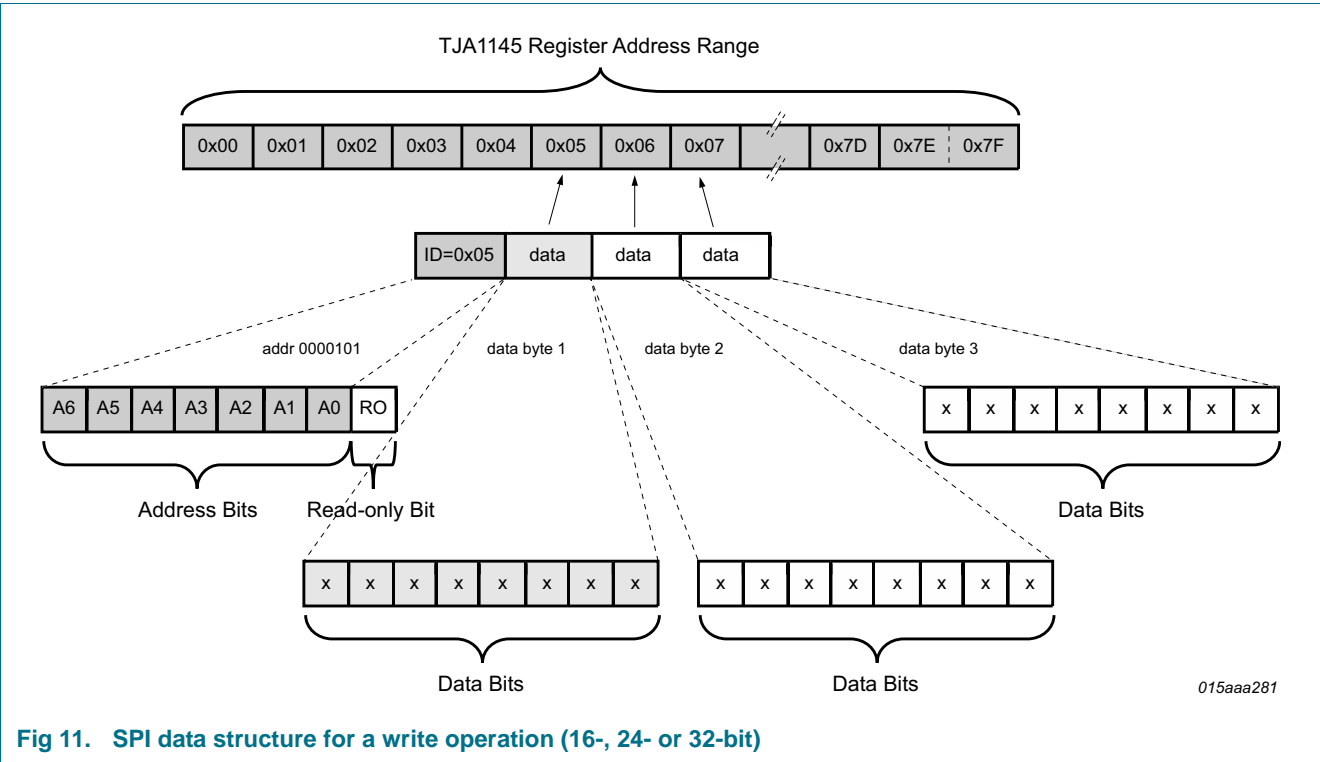 TJA1145 Register Address Range
0x00 0x01 0x02 0x03 0x04 0x05 0x06 0x07 0x7D 0x7E 0x7F
ID=0x05 data data data
addr 0000101 data byte 1 data byte 2 data byte 3
A6 A5 A4 A3 A2 A1 A0 RO x x x x x x x x
Address Bits Read-only Bit Data Bits
x x x x x x x x x x x x x x x x
Data Bits Data Bits
015aaa281
Fig 11. SPI data structure for a write operation (16-, 24- or 32-bit)